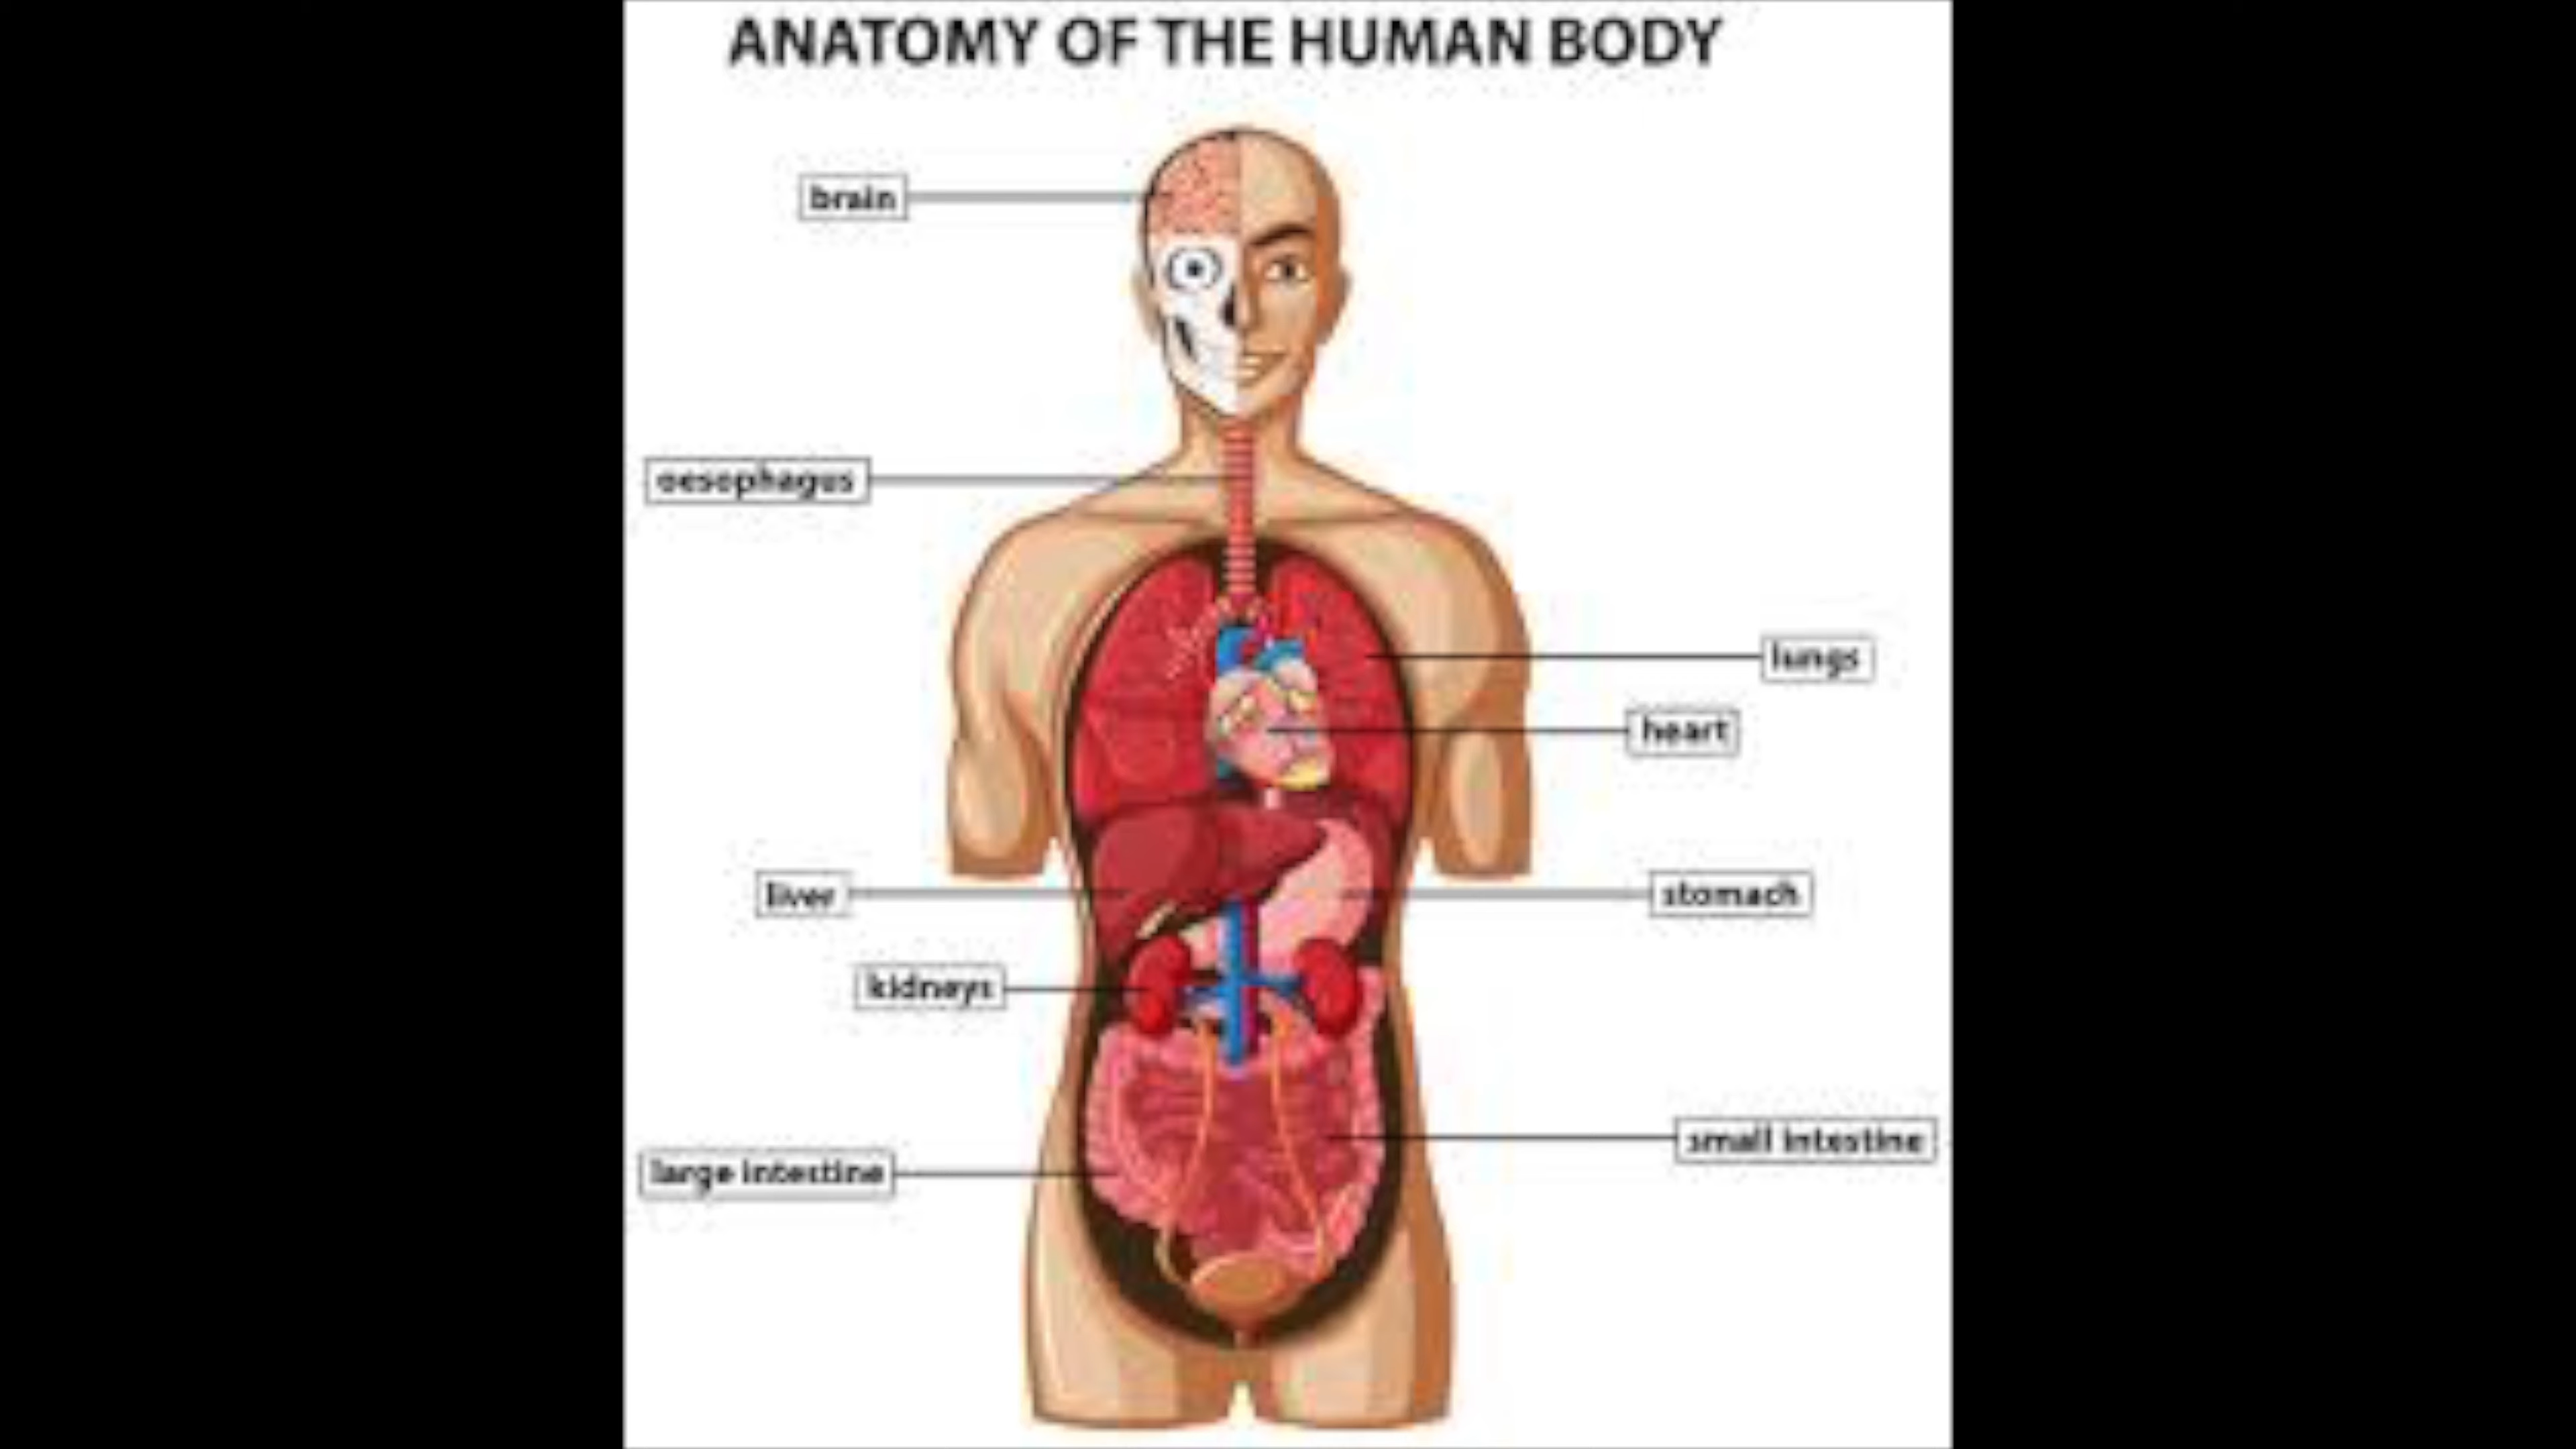 ANATOMY OF THE HUMAN BODY
brain
oesophagus
lungs
heart
liver
stomach
kidneys
small intestine
large intestine